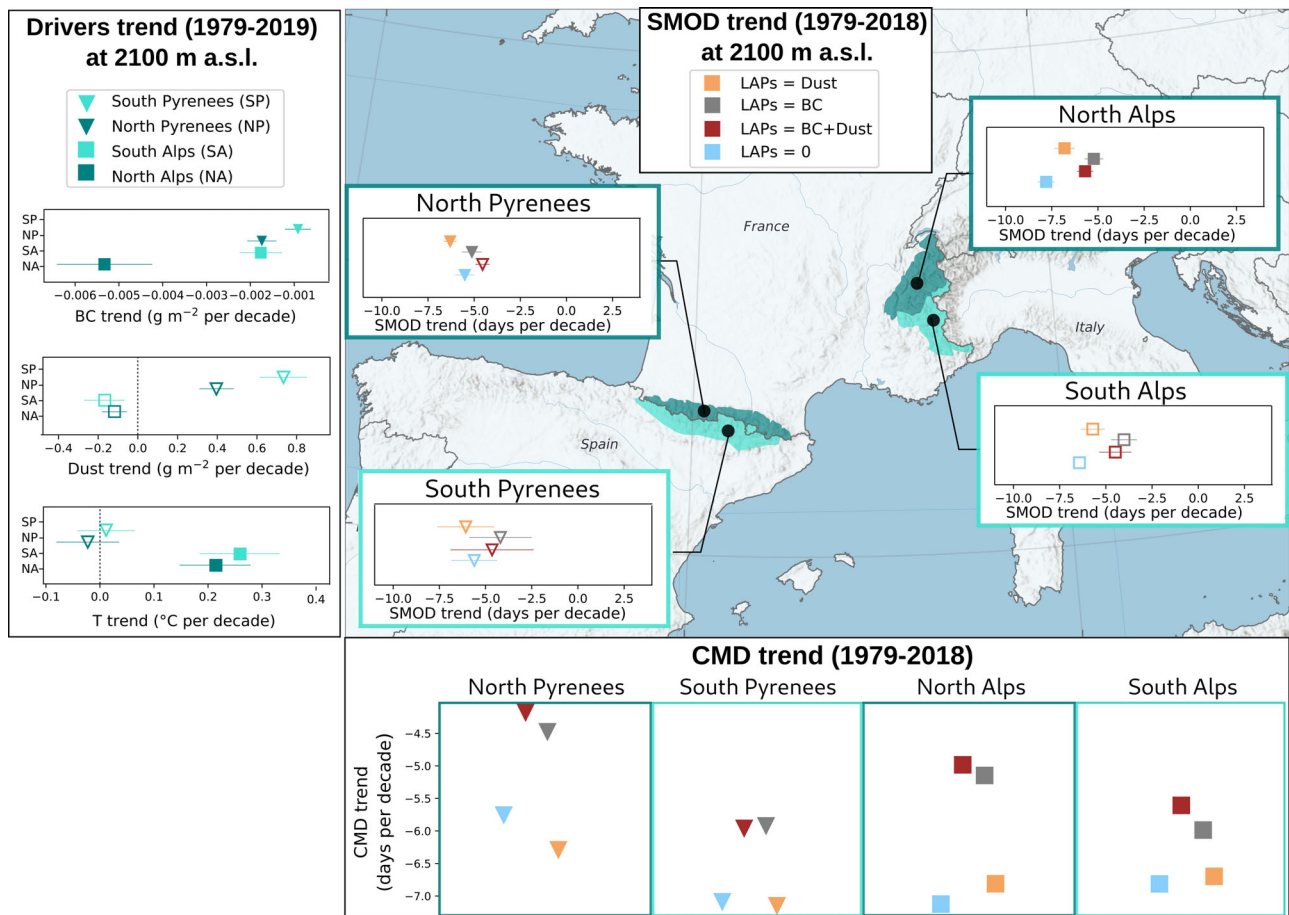 Drivers trend (1979-2019)
at 2100 m a.s.l.
South Pyrenees (SP)
North Pyrenees (NP)
South Alps (SA)
North Alps (NA)
SP
NP
SA
NA
−0.006 −0.005 −0.004 −0.003 −0.002 −0.001
BC trend (g m⁻² per decade)
SP
NP
SA
NA
−0.4 −0.2 0.0 0.2 0.4 0.6 0.8
Dust trend (g m⁻² per decade)
SP
NP
SA
NA
−0.1 0.0 0.1 0.2 0.3 0.4
T trend (°C per decade)
SMOD trend (1979-2018)
at 2100 m a.s.l.
LAPs = Dust
LAPs = BC
LAPs = BC+Dust
LAPs = 0
North Alps
−10.0 −7.5 −5.0 −2.5 0.0 2.5
SMOD trend (days per decade)
North Pyrenees
−10.0 −7.5 −5.0 −2.5 0.0 2.5
SMOD trend (days per decade)
France
Italy
Spain
South Alps
−10.0 −7.5 −5.0 −2.5 0.0 2.5
SMOD trend (days per decade)
South Pyrenees
−10.0 −7.5 −5.0 −2.5 0.0 2.5
SMOD trend (days per decade)
CMD trend (1979-2018)
North Pyrenees South Pyrenees North Alps South Alps
CMD trend
(days per decade)
−4.5
−5.0
−5.5
−6.0
−6.5
−7.0